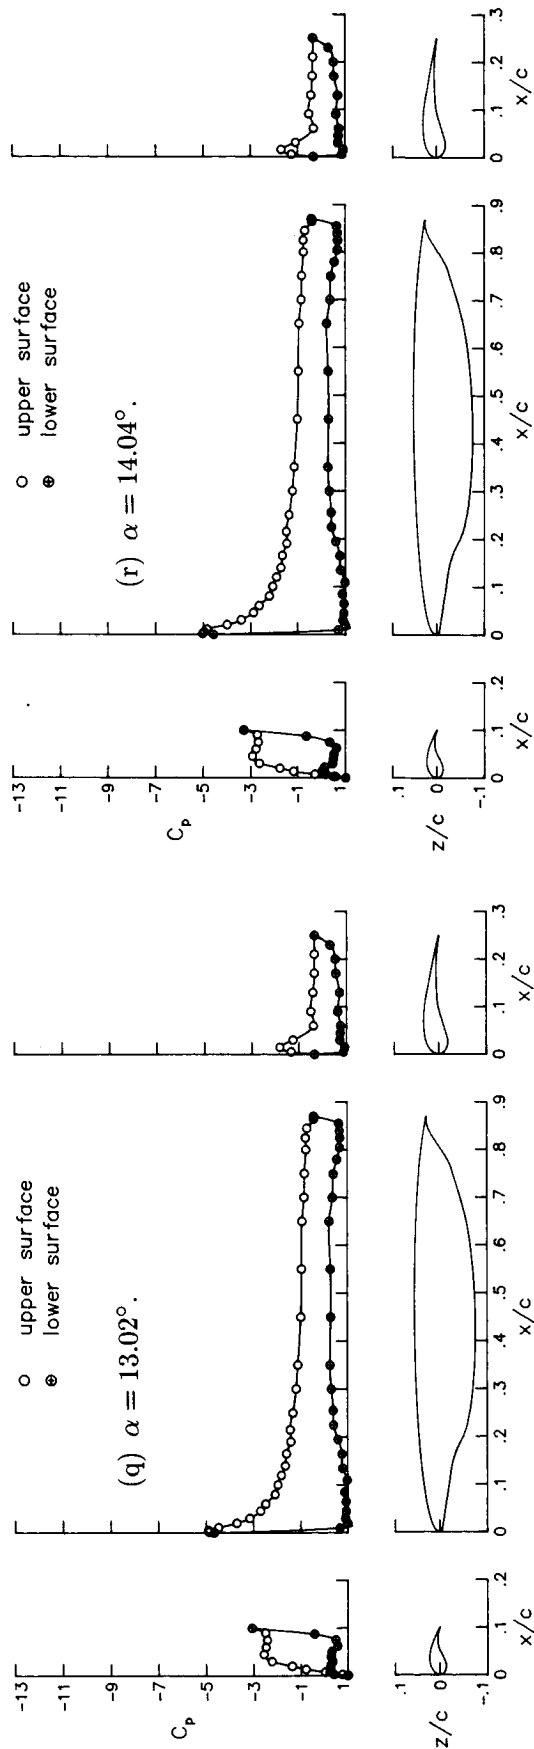 ○ upper surface
⊕ lower surface
(q) α = 13.02°.
-13
-11
-9
-7
-5
-3
-1
1
Cp
.1
0
-.1
z/c
0 .1 .2
x/c
0 .1 .2 .3 .4 .5 .6 .7 .8 .9
x/c
0 .1 .2 .3
x/c
○ upper surface
⊕ lower surface
(r) α = 14.04°.
-13
-11
-9
-7
-5
-3
-1
1
Cp
.1
0
-.1
z/c
0 .1 .2
x/c
0 .1 .2 .3 .4 .5 .6 .7 .8 .9
x/c
0 .1 .2 .3
x/c